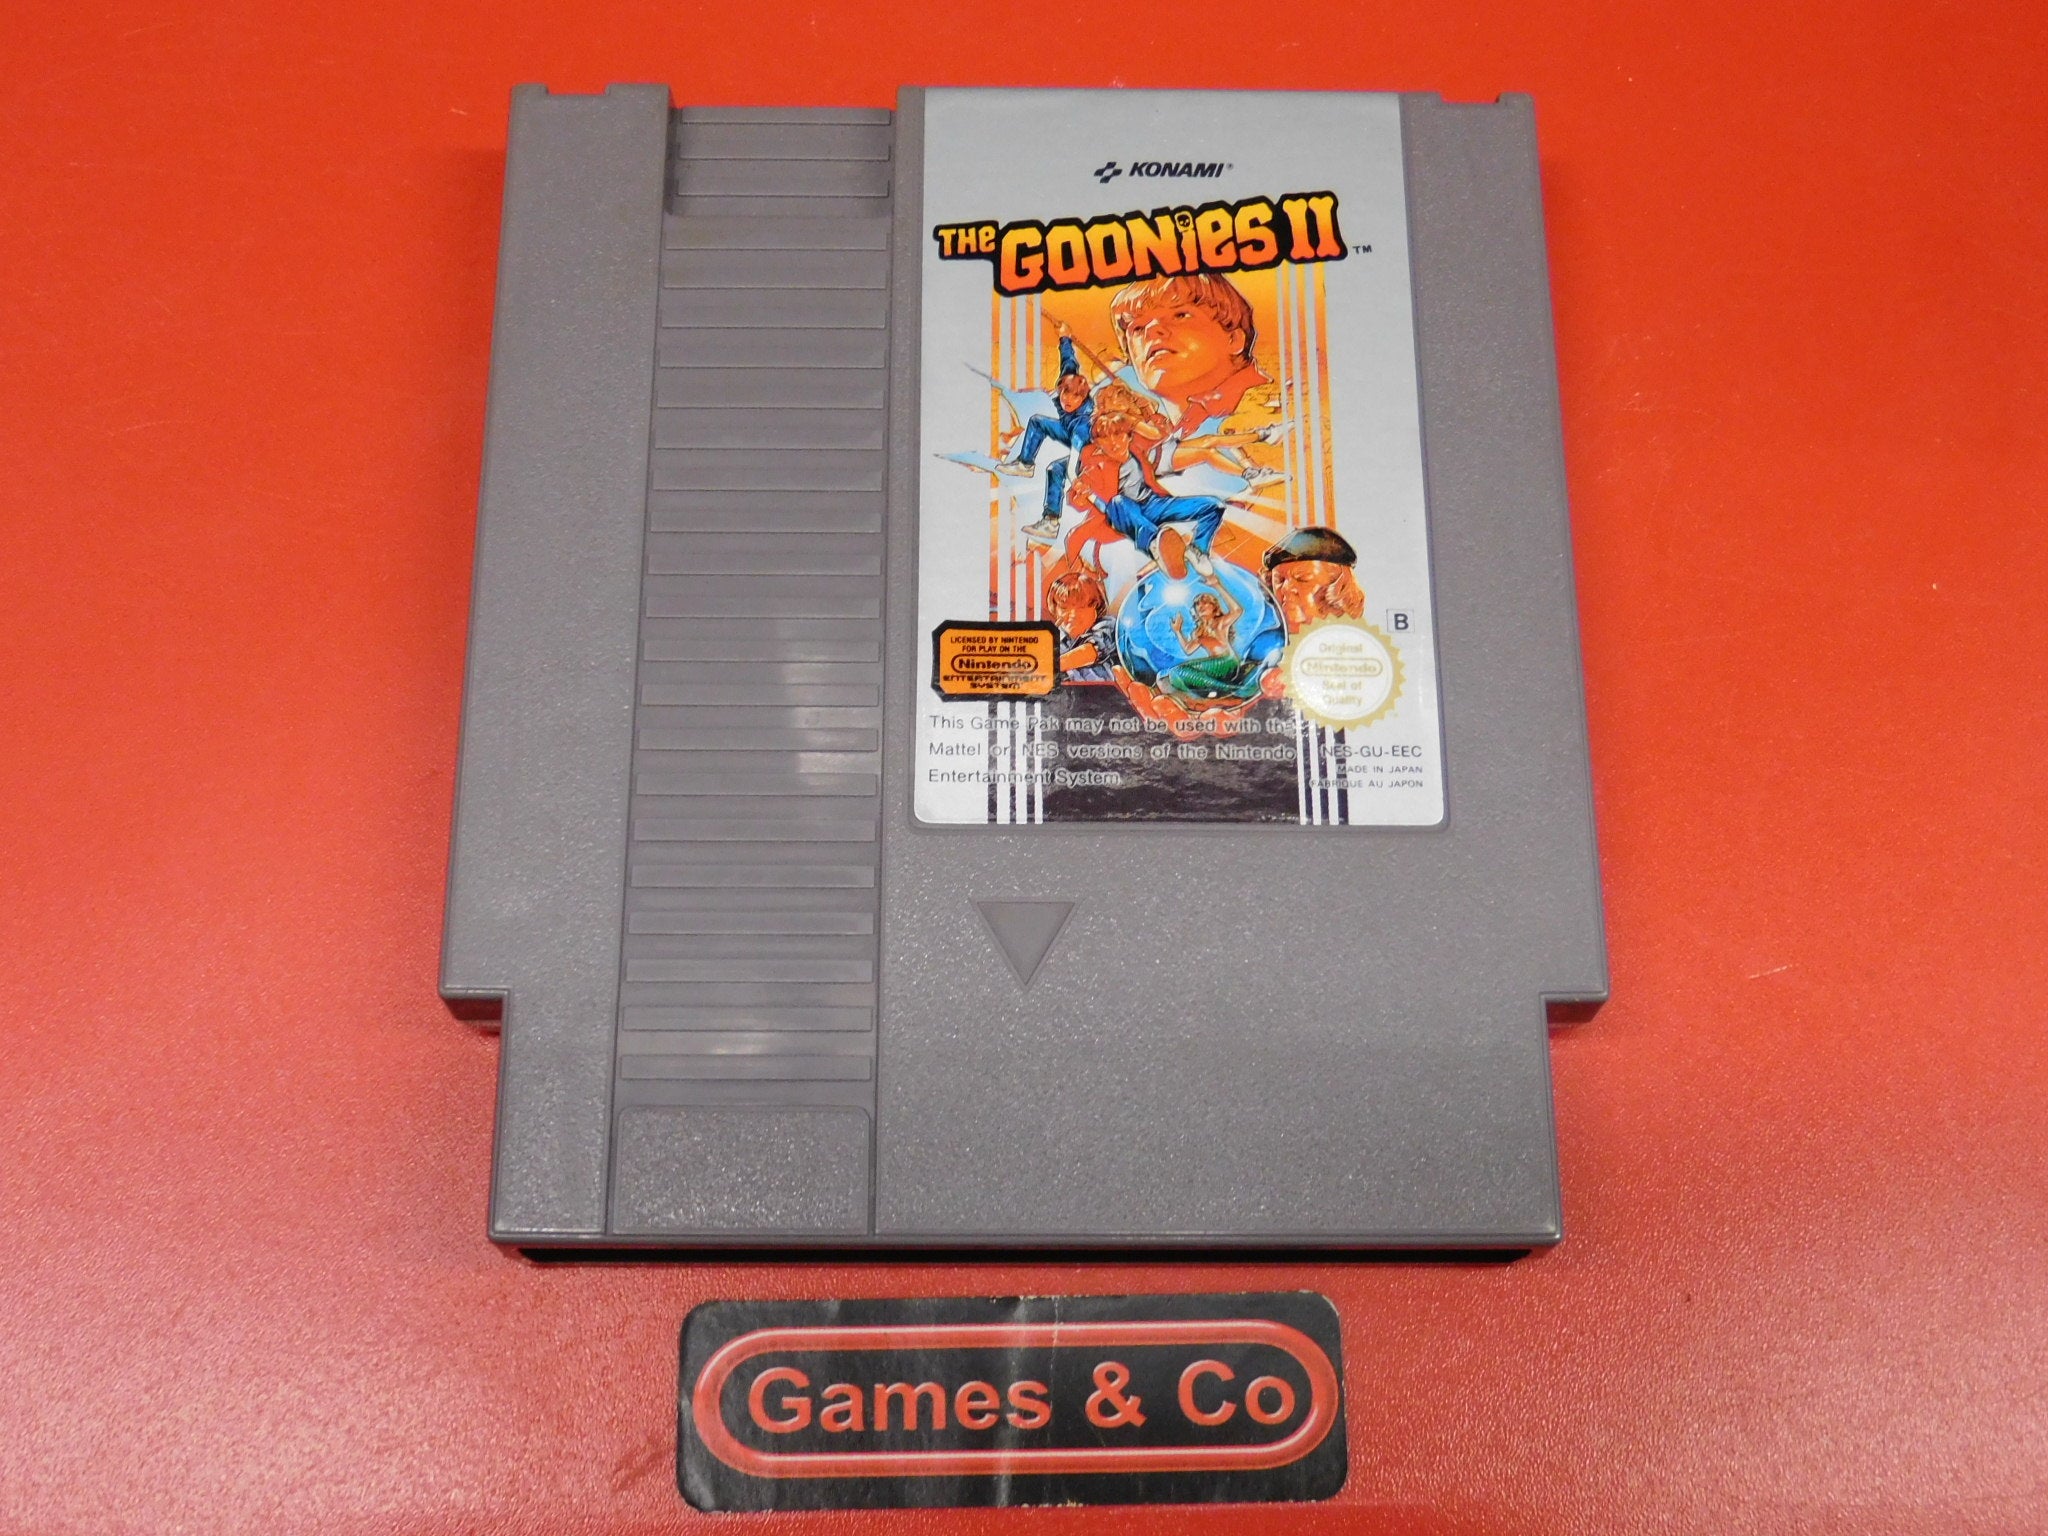 KONAMI®
THE GOONIES II ™
B
LICENSED BY NINTENDO
FOR PLAY ON THE
Nintendo
ENTERTAINMENT
SYSTEM
Original
Nintendo
Seal of
Quality
This Game Pak may not be used with the
Mattel or NES versions of the Nintendo
Entertainment System.
NES-GU-EEC
MADE IN JAPAN
FABRIQUE AU JAPON
Games & Co